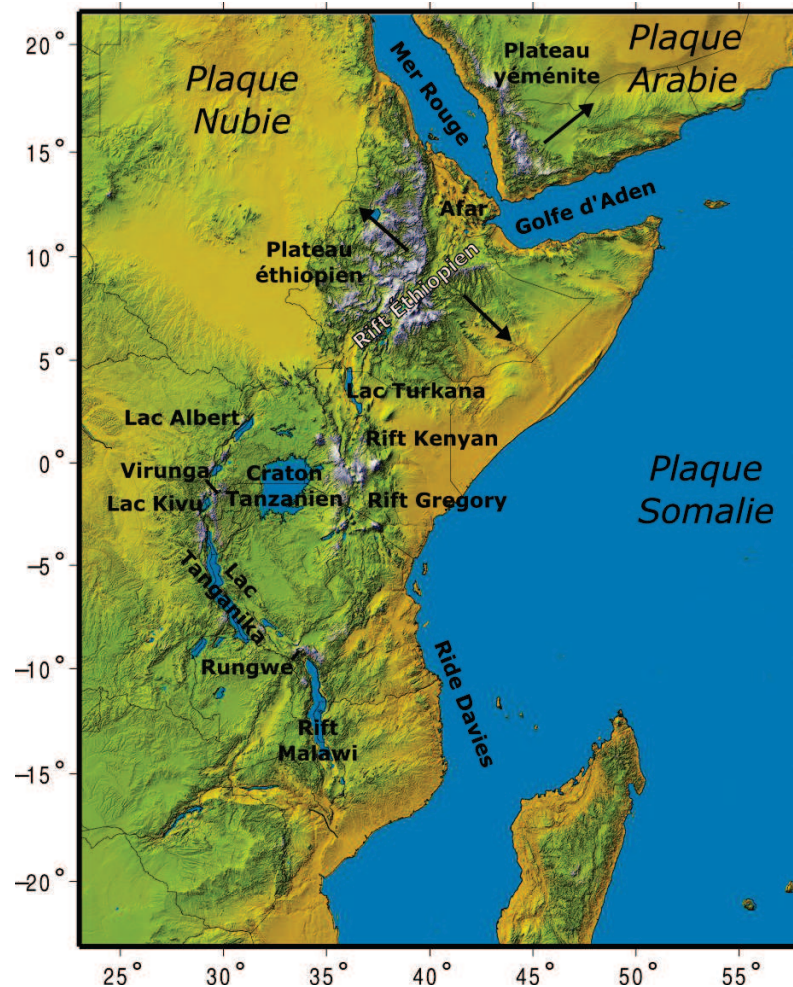 20°
15°
10°
5°
0°
−5°
−10°
−15°
−20°
Plaque
Nubie
Mer Rouge
Plateau
yéménite
Plaque
Arabie
Afar
Golfe d'Aden
Plateau
éthiopien
Rift Éthiopien
Lac Turkana
Lac Albert
Rift Kenyan
Virunga
Craton
Tanzanien
Lac Kivu
Rift Gregory
Plaque
Somalie
Lac
Tanganika
Rungwe
Ride Davies
Rift
Malawi
25°
30°
35°
40°
45°
50°
55°